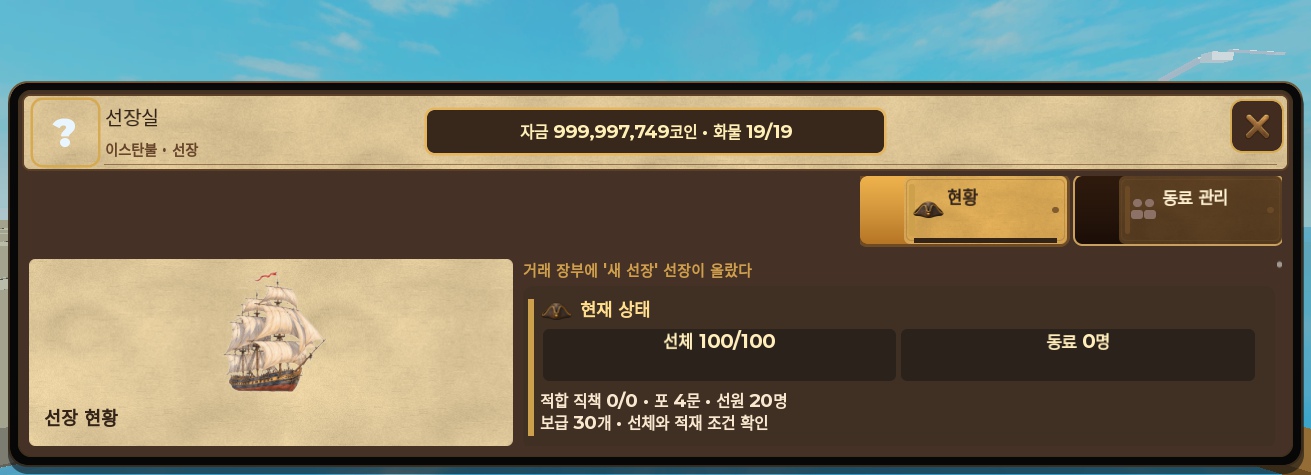 ?
선장실
이스탄불 • 선장
자금 999,997,749코인 • 화물 19/19
현황
동료 관리
선장 현황
거래 장부에 '새 선장' 선장이 올랐다
현재 상태
선체 100/100
동료 0명
적합 직책 0/0 • 포 4문 • 선원 20명
보급 30개 • 선체와 적재 조건 확인